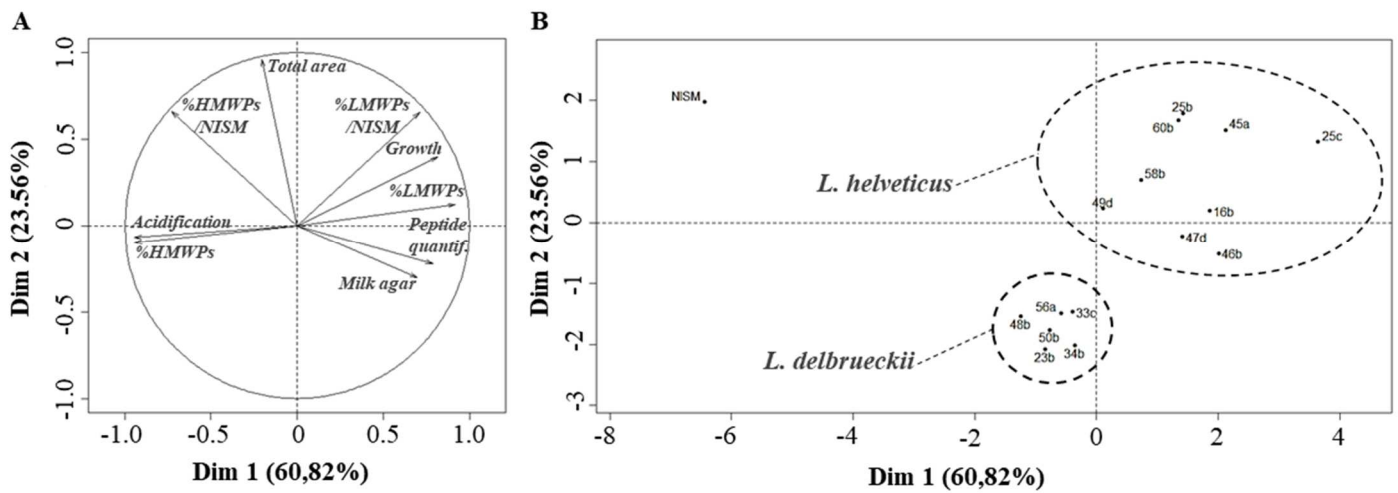 A
B
Total area
%HMWPs
/NISM
%LMWPs
/NISM
Growth
%LMWPs
Acidification
%HMWPs
Peptide
quantif.
Milk agar
1.0
0.5
0
-0.5
-1.0
Dim 2 (23.56%)
-1.0
-0.5
0
0.5
1.0
Dim 1 (60,82%)
NISM
25b
60b
45a
25c
58b
49d
16b
47d
46b
L. helveticus
56a
33c
48b
50b
23b
34b
L. delbrueckii
2
1
0
-1
-2
-3
Dim 2 (23.56%)
-8
-6
-4
-2
0
2
4
Dim 1 (60,82%)